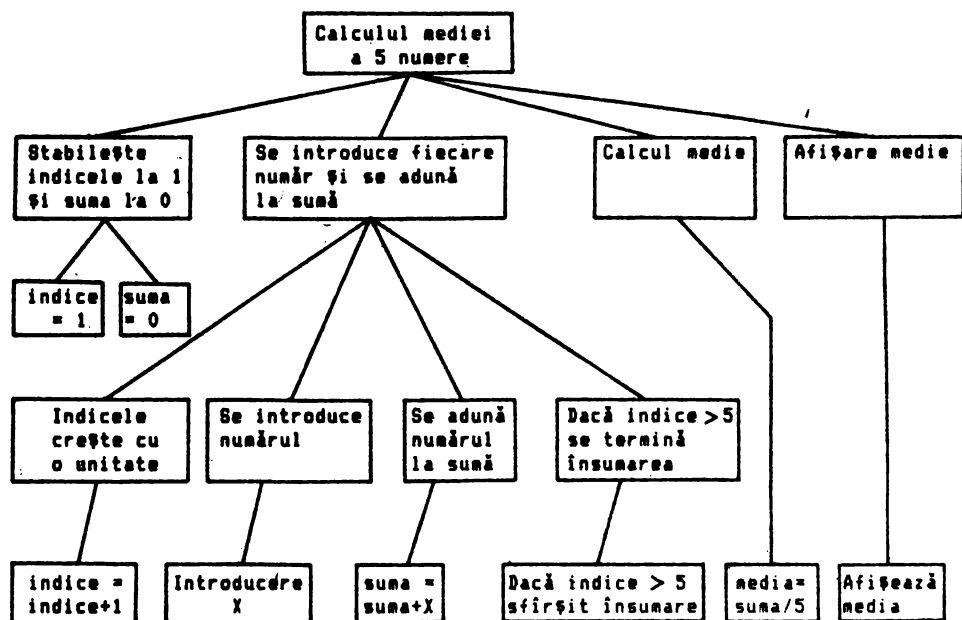 Calculul mediei
a 5 numere
Stabilește
indicele la 1
și suma la 0
Se introduce fiecare
număr și se adună
la sumă
Calcul medie
Afișare medie
indice
= 1
suma
= 0
Indicele
crește cu
o unitate
Se introduce
numărul
Se adună
numărul
la sumă
Dacă indice > 5
se termină
însumarea
indice =
indice+1
Introducere
X
suma =
suma+X
Dacă indice > 5
sfîrșit însumare
media=
suma/5
Afișează
media